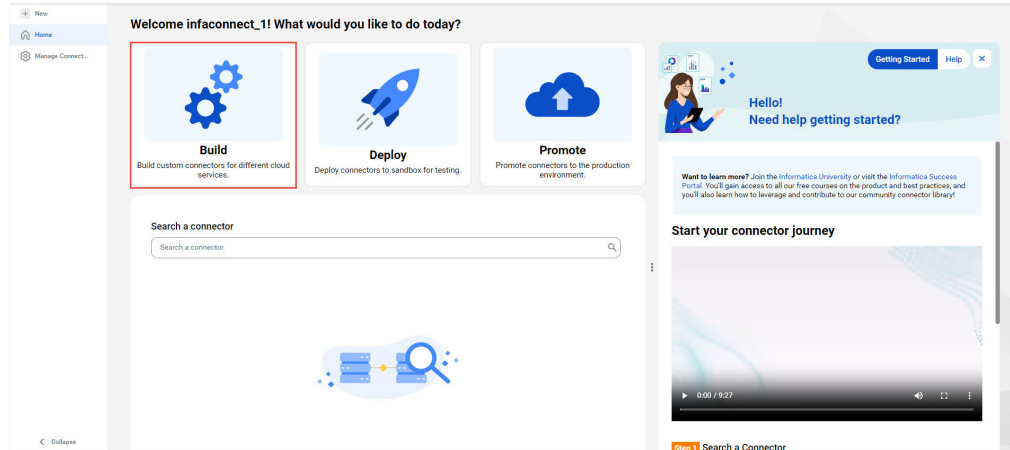 New
Home
Manage Connect...
Collapse
Welcome infaconnect_1! What would you like to do today?
Build
Build custom connectors for different cloud
services.
Deploy
Deploy connectors to sandbox for testing.
Promote
Promote connectors to the production
environment.
Search a connector
Search a connector
Getting Started
Help
Hello!
Need help getting started?
Want to learn more? Join the Informatica University or visit the Informatica Success
Portal. You'll gain access to all our free courses on the product and best practices, and
you'll also learn how to leverage and contribute to our community connector library!
Start your connector journey
0:00 / 9:27
Step 1 Search a Connector